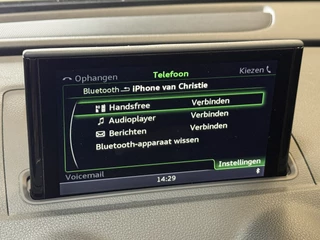 Telefoon
Ophangen Kiezen
Bluetooth iPhone van Christie
Handsfree Verbinden
Audioplayer Verbinden
Berichten Verbinden
Bluetooth-apparaat wissen
Instellingen
Voicemail 14:29